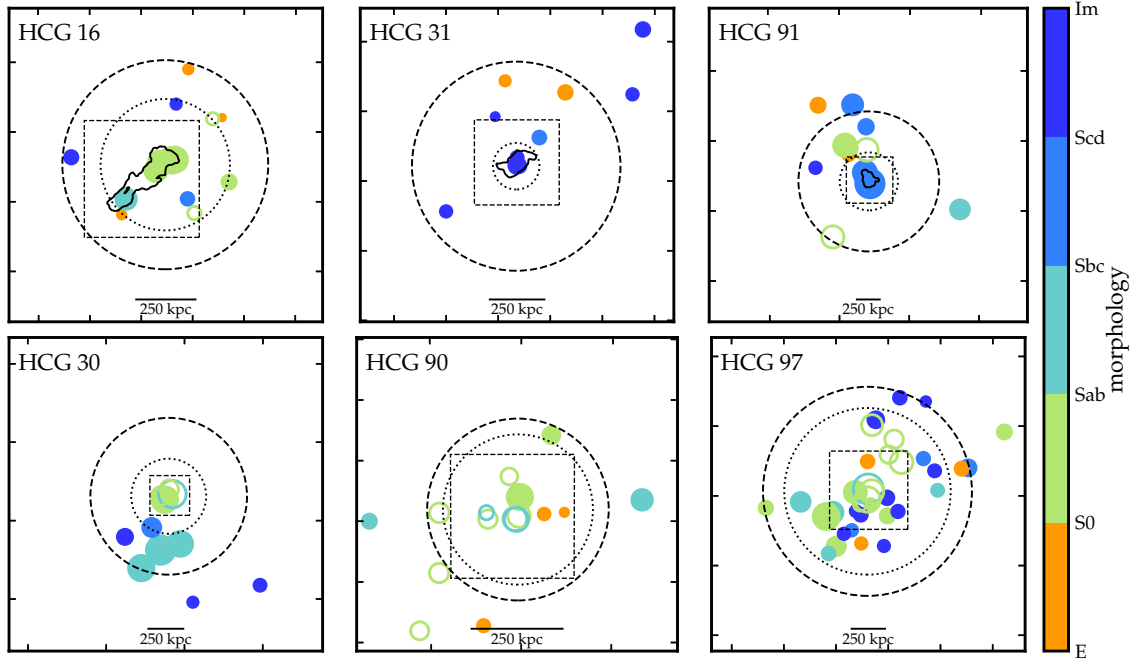 HCG 16
250 kpc
HCG 31
250 kpc
HCG 91
250 kpc
HCG 30
250 kpc
HCG 90
250 kpc
HCG 97
250 kpc
Im
Scd
Sbc
Sab
S0
E
morphology